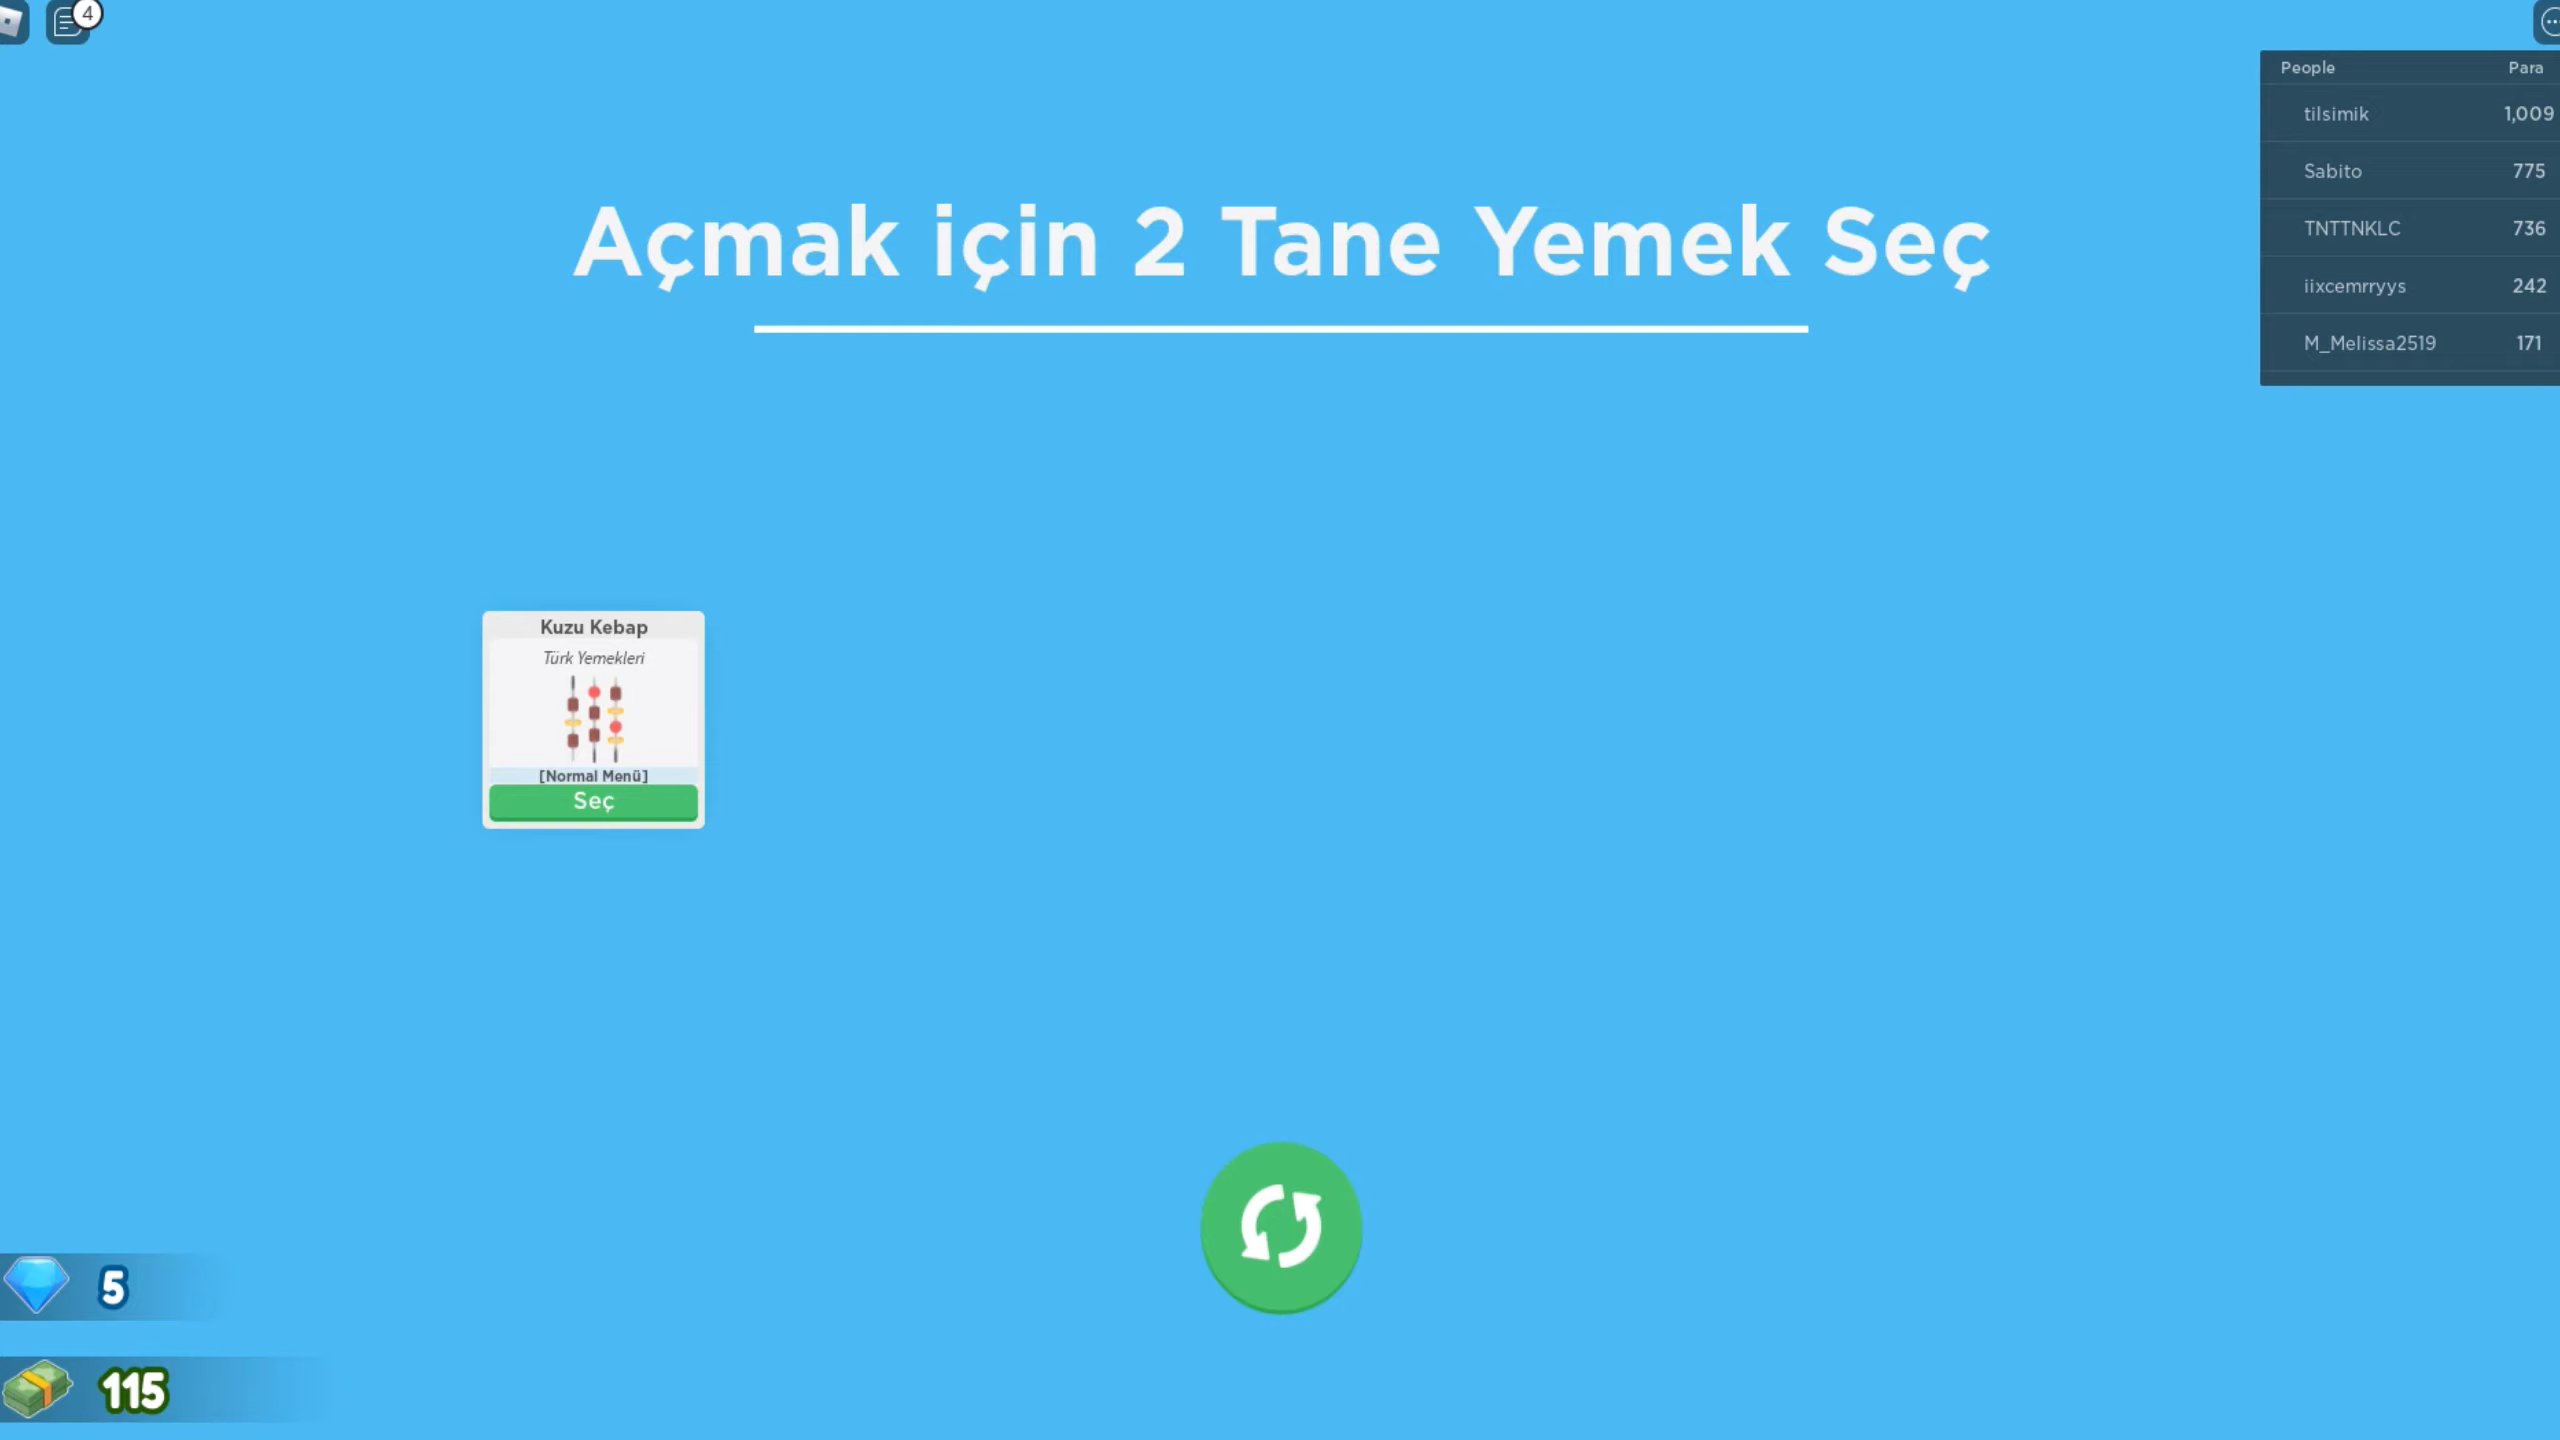 4
People Para
tilsimik 1,009
Sabito 775
TNTTNKLC 736
iixcemrryys 242
M_Melissa2519 171
Açmak için 2 Tane Yemek Seç
Kuzu Kebap
Türk Yemekleri
[Normal Menü]
Seç
5
115